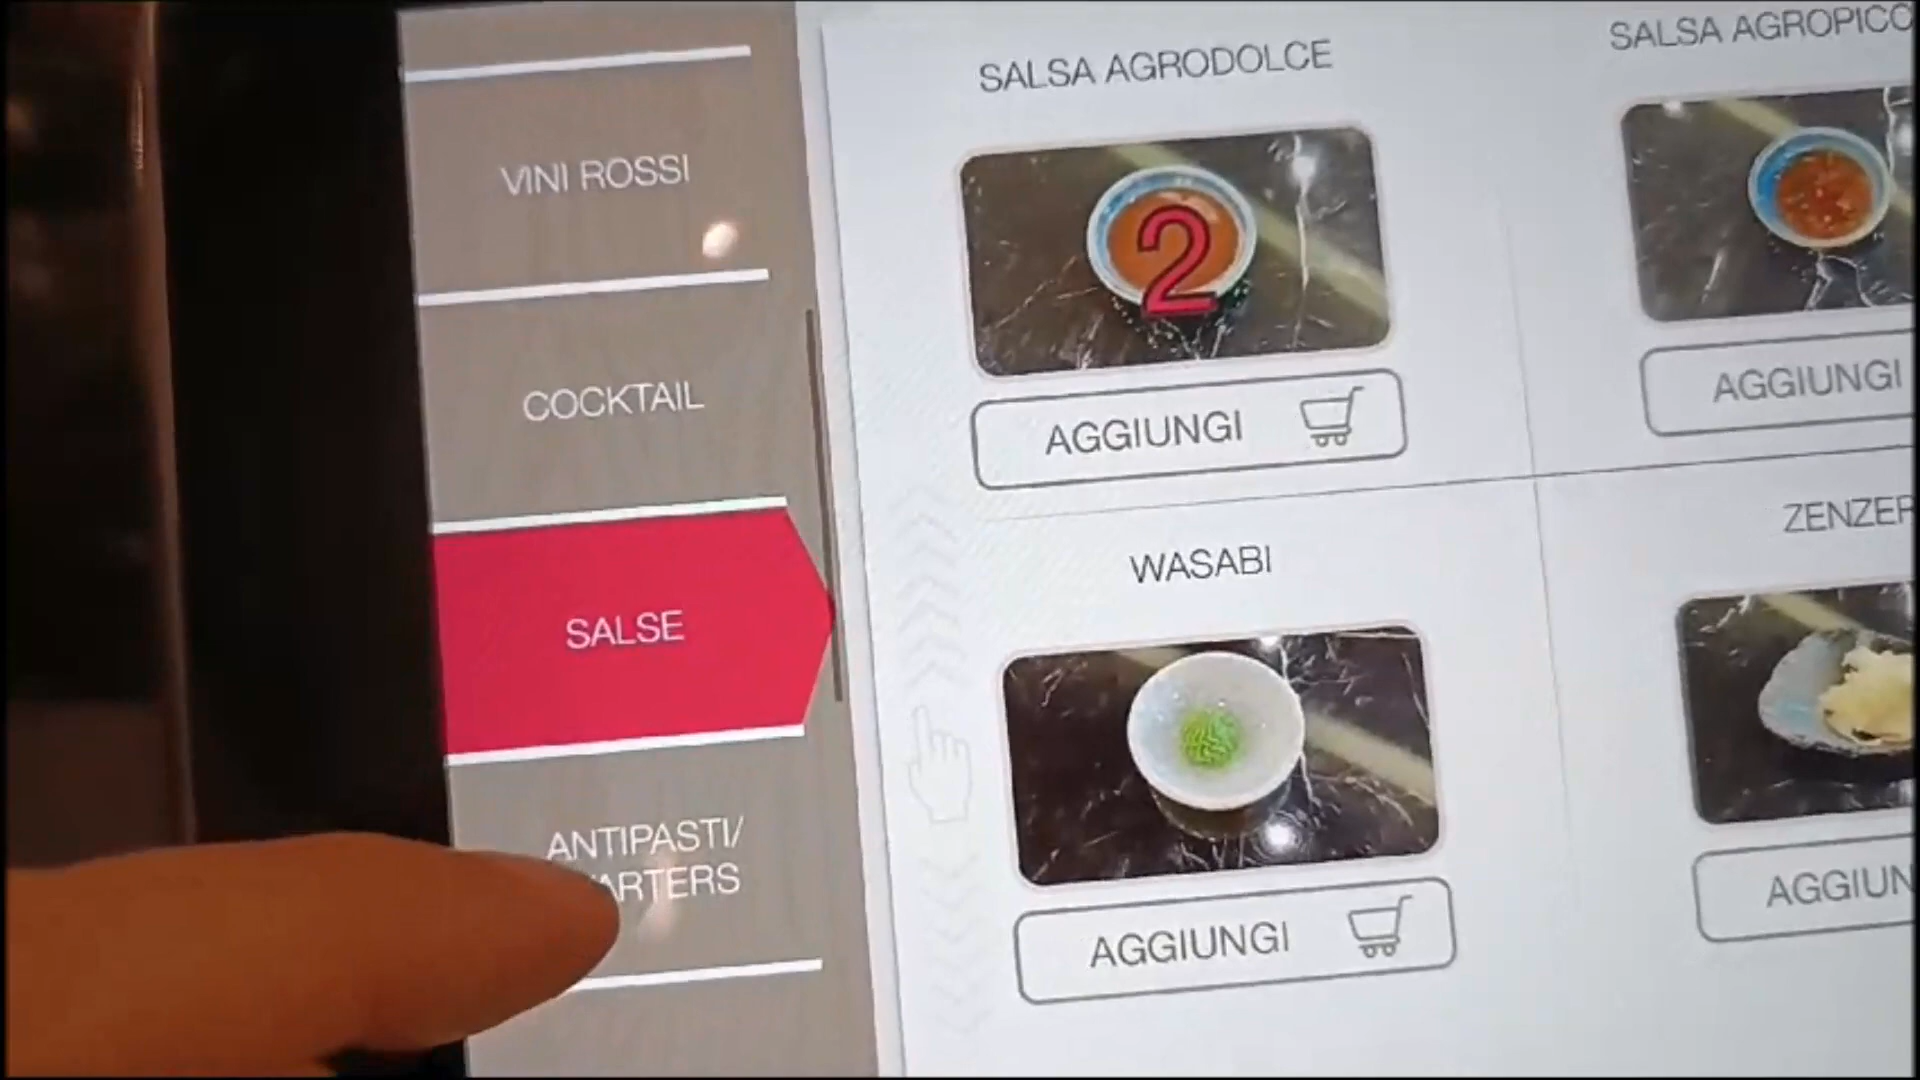 VINI ROSSI
COCKTAIL
SALSE
ANTIPASTI/
ARTERS
SALSA AGRODOLCE
2
AGGIUNGI
WASABI
AGGIUNGI
SALSA AGROPICC
AGGIUNGI
ZENZER
AGGIUN